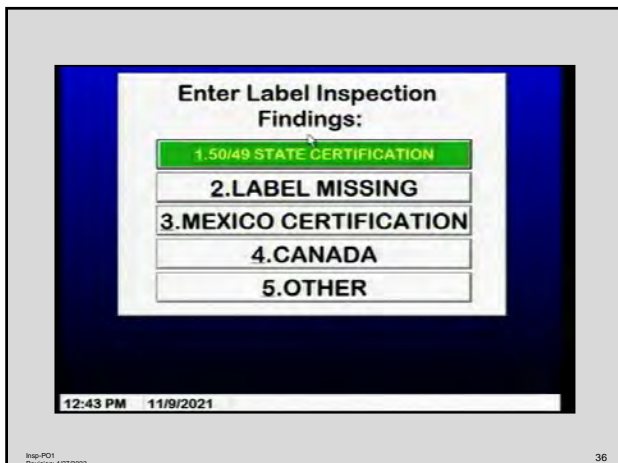 Enter Label Inspection
Findings:
1.50/49 STATE CERTIFICATION
2.LABEL MISSING
3.MEXICO CERTIFICATION
4.CANADA
5.OTHER
12:43 PM 11/9/2021
Insp-PO1
36